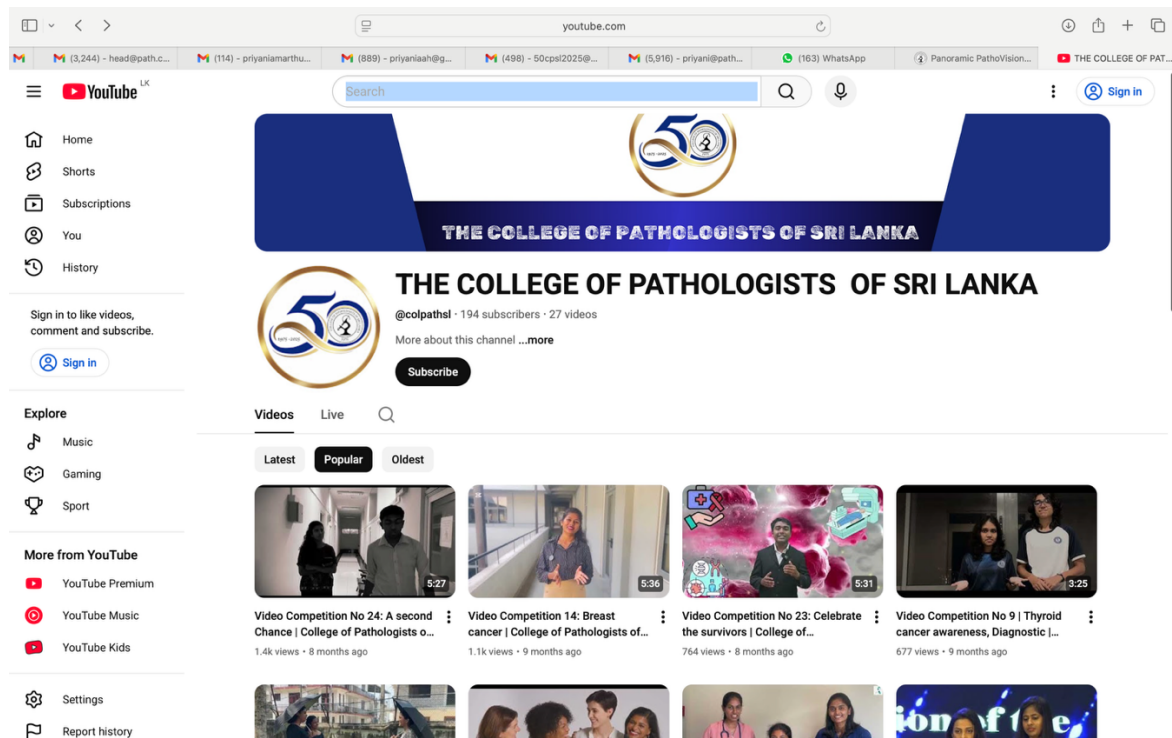 youtube.com
(3,244) - head@path.c...
(114) - priyaniamarthu...
(889) - priyaniaah@g...
(498) - 50cpsl2025@...
(5,916) - priyani@path...
(163) WhatsApp
Panoramic PathoVision...
THE COLLEGE OF PAT...
YouTube LK
Search
Sign in
Home
Shorts
Subscriptions
You
History
Sign in to like videos,
comment and subscribe.
Sign in
Explore
Music
Gaming
Sport
More from YouTube
YouTube Premium
YouTube Music
YouTube Kids
Settings
Report history
50
THE COLLEGE OF PATHOLOGISTS OF SRI LANKA
50
THE COLLEGE OF PATHOLOGISTS OF SRI LANKA
@colpathsl · 194 subscribers · 27 videos
More about this channel ...more
Subscribe
Videos
Live
Latest
Popular
Oldest
5:27
5:36
5:31
3:25
Video Competition No 24: A second
Chance | College of Pathologists o...
1.4k views • 8 months ago
Video Competition 14: Breast
cancer | College of Pathologists of...
1.1k views • 9 months ago
Video Competition No 23: Celebrate
the survivors | College of...
764 views • 8 months ago
Video Competition No 9 | Thyroid
cancer awareness, Diagnostic |...
677 views • 9 months ago